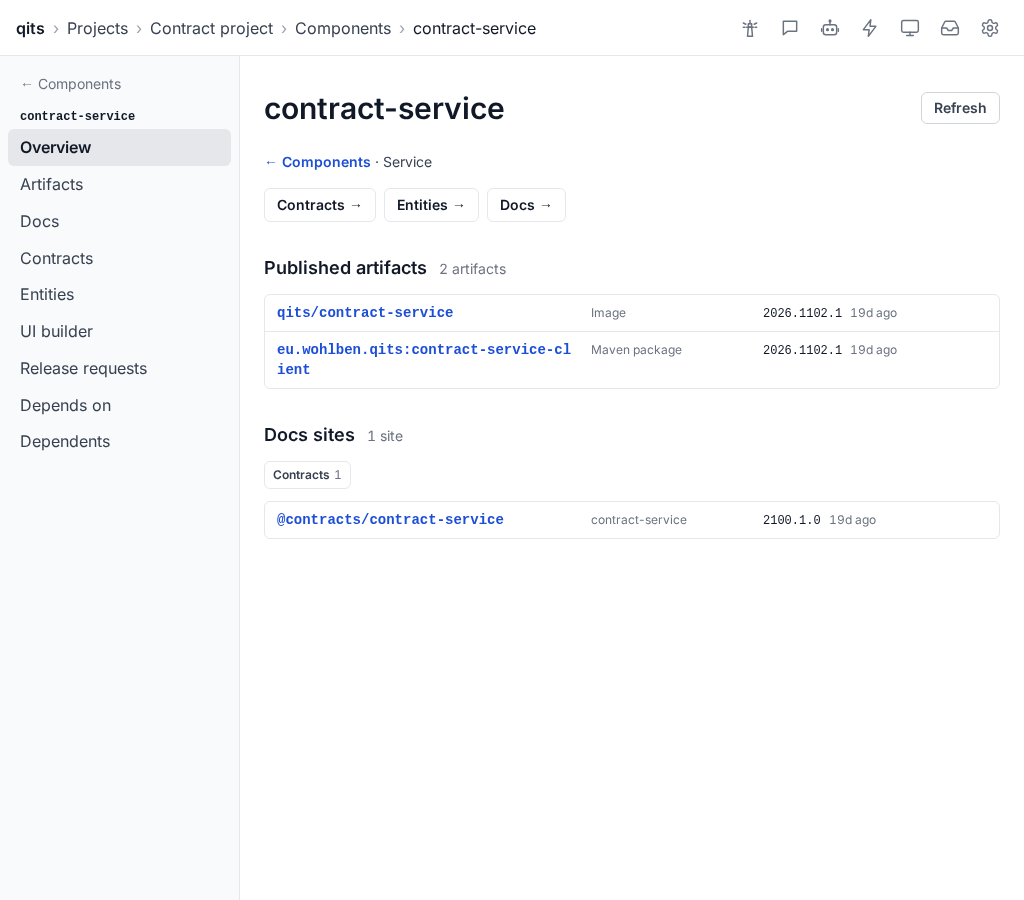 qits › Projects › Contract project › Components › contract-service
← Components
contract-service
Overview
Artifacts
Docs
Contracts
Entities
UI builder
Release requests
Depends on
Dependents
contract-service
Refresh
← Components · Service
Contracts →
Entities →
Docs →
Published artifacts 2 artifacts
qits/contract-service Image 2026.1102.1 19d ago
eu.wohlben.qits:contract-service-cl Maven package 2026.1102.1 19d ago
ient
Docs sites 1 site
Contracts 1
@contracts/contract-service contract-service 2100.1.0 19d ago